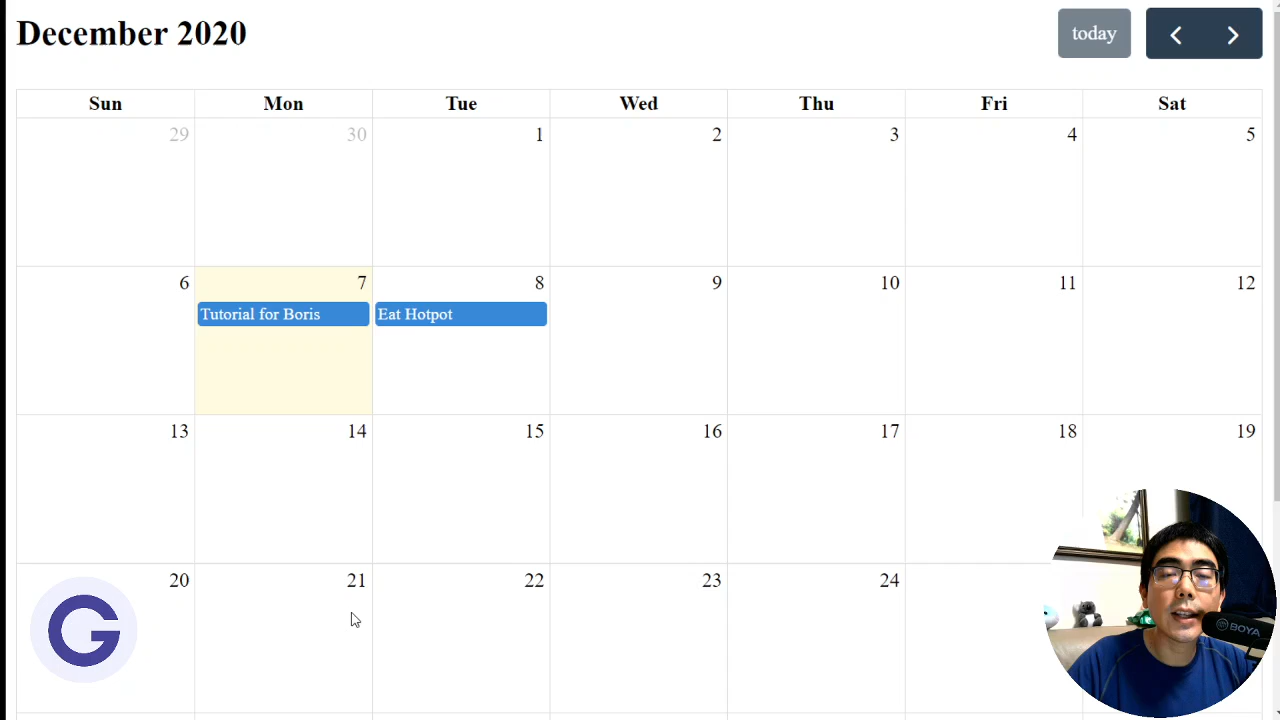 December 2020
today
Sun Mon Tue Wed Thu Fri Sat
29 30 1 2 3 4 5
6 7 8 9 10 11 12
Tutorial for Boris Eat Hotpot
13 14 15 16 17 18 19
20 21 22 23 24
G
BOYA